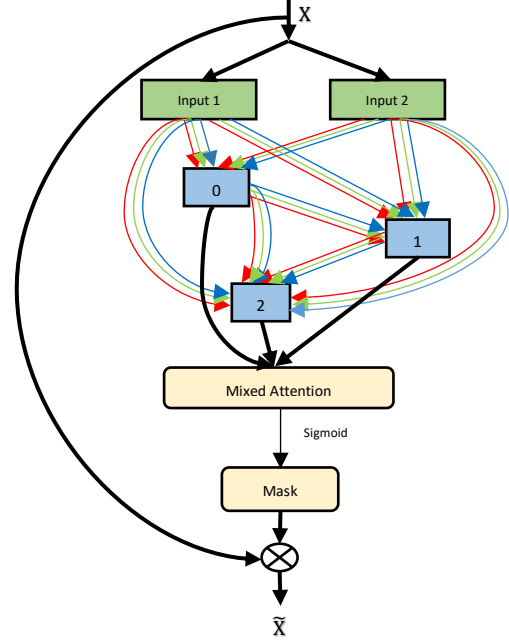 X
Input 1
Input 2
0
1
2
Mixed Attention
Sigmoid
Mask
X̃